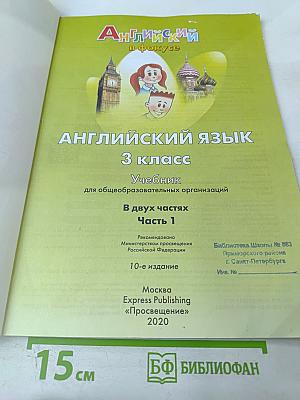 Английский
в фокусе
АНГЛИЙСКИЙ ЯЗЫК
3 класс
Учебник
для общеобразовательных организаций
В двух частях
Часть 1
Рекомендовано
Министерством просвещения
Российской Федерации
10-е издание
Библиотека Школы № 583
Приморского района
г. Санкт-Петербурга
Инв. №
Москва
Express Publishing
«Просвещение»
2020
15 см
БФ БИБЛИОФАН